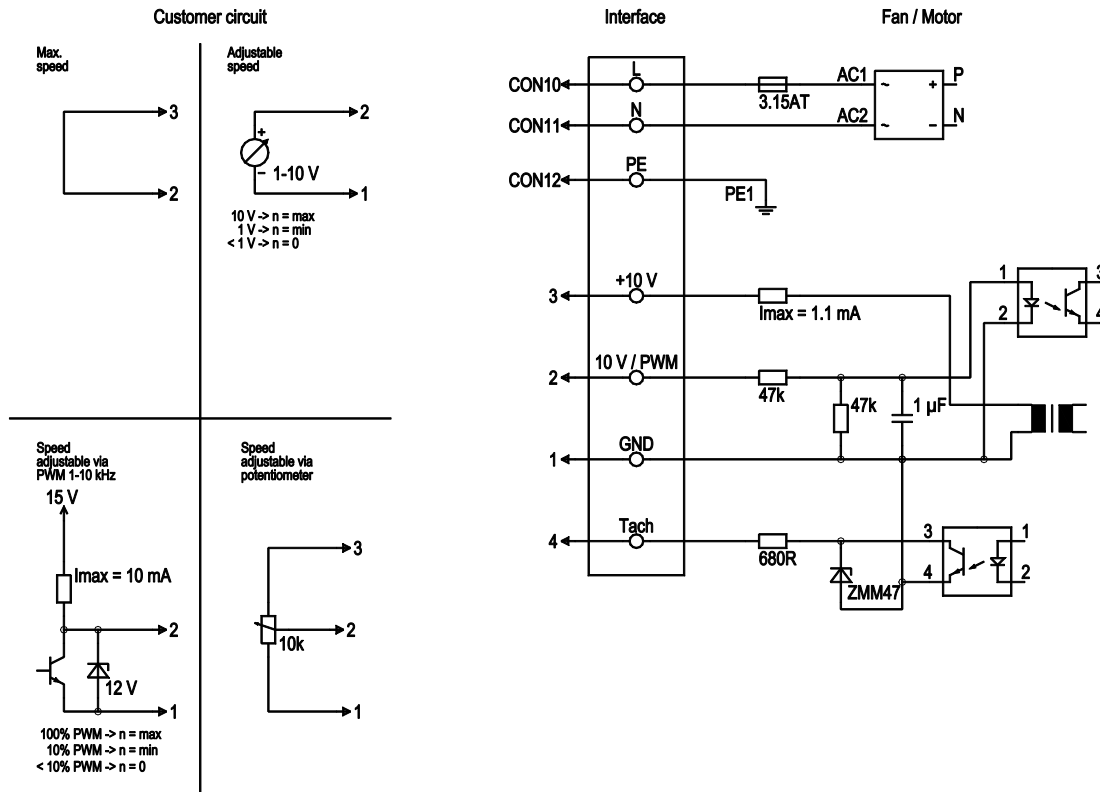 Customer circuit
Interface
Fan / Motor
Max.
speed
3
2
Adjustable
speed
2
+
1-10 V
−
1
10 V -> n = max
1 V -> n = min
< 1 V -> n = 0
Speed
adjustable via
PWM 1-10 kHz
15 V
Imax = 10 mA
2
12 V
1
100% PWM -> n = max
10% PWM -> n = min
< 10% PWM -> n = 0
Speed
adjustable via
potentiometer
3
2
10k
1
CON10
L
3.15AT
AC1
~
+
P
CON11
N
AC2
~
−
N
CON12
PE
PE1
3
+10 V
Imax = 1.1 mA
1
2
3
4
2
10 V / PWM
47k
47k
1 µF
1
GND
4
Tach
680R
ZMM47
3
4
1
2